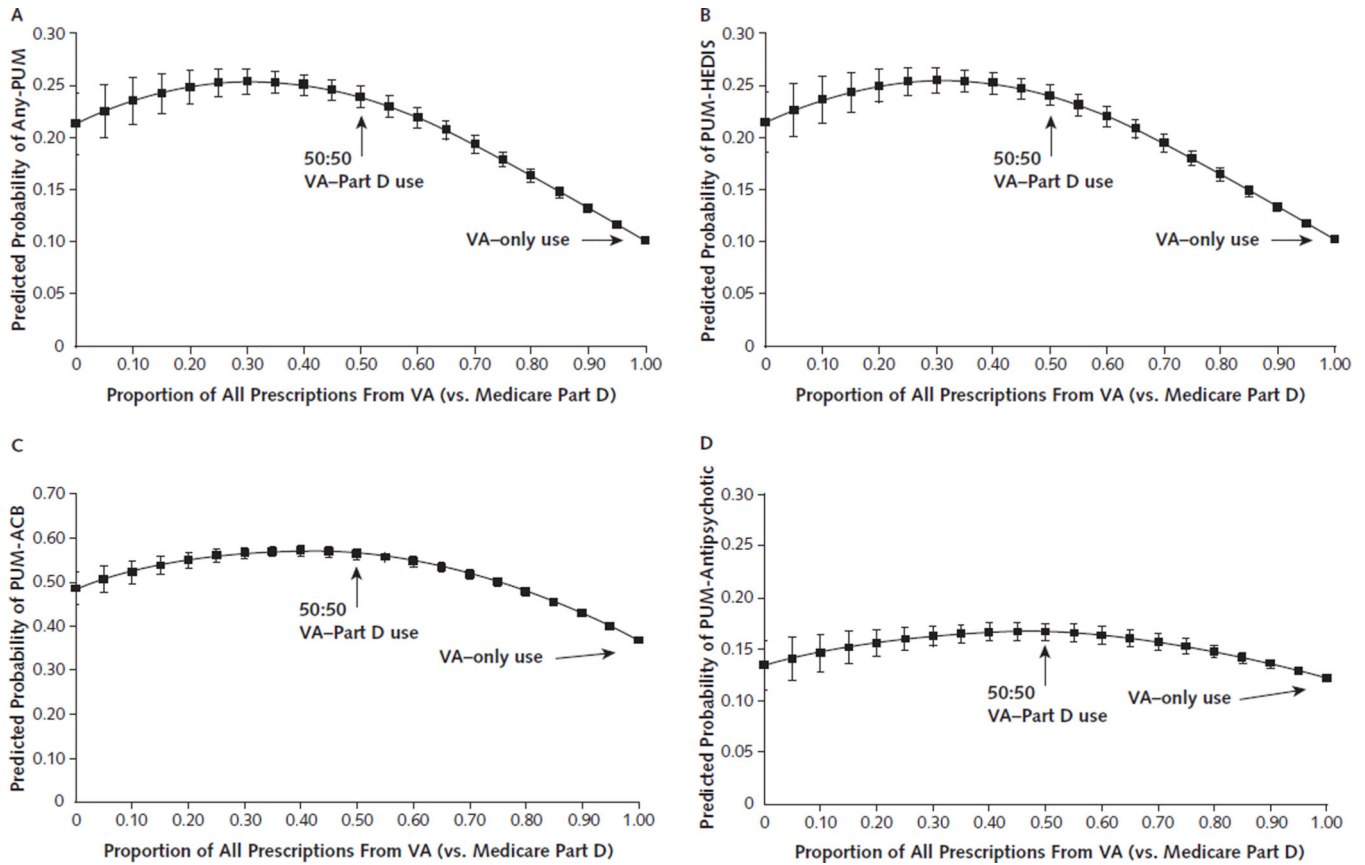 A
Predicted Probability of Any-PUM
0.30
0.25
0.20
0.15
0.10
0.05
0
50:50
VA–Part D use
VA–only use
0 0.10 0.20 0.30 0.40 0.50 0.60 0.70 0.80 0.90 1.00
Proportion of All Prescriptions From VA (vs. Medicare Part D)
B
Predicted Probability of PUM-HEDIS
0.30
0.25
0.20
0.15
0.10
0.05
0
50:50
VA–Part D use
VA–only use
0 0.10 0.20 0.30 0.40 0.50 0.60 0.70 0.80 0.90 1.00
Proportion of All Prescriptions From VA (vs. Medicare Part D)
C
Predicted Probability of PUM-ACB
0.70
0.60
0.50
0.40
0.30
0.20
0.10
0
50:50
VA–Part D use
VA–only use
0 0.10 0.20 0.30 0.40 0.50 0.60 0.70 0.80 0.90 1.00
Proportion of All Prescriptions From VA (vs. Medicare Part D)
D
Predicted Probability of PUM-Antipsychotic
0.30
0.25
0.20
0.15
0.10
0.05
0
50:50
VA–Part D use
VA–only use
0 0.10 0.20 0.30 0.40 0.50 0.60 0.70 0.80 0.90 1.00
Proportion of All Prescriptions From VA (vs. Medicare Part D)